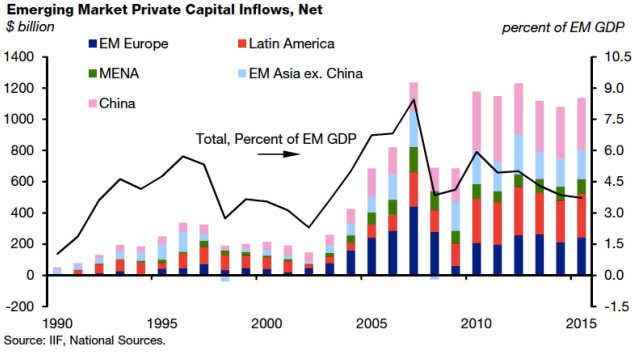 Emerging Market Private Capital Inflows, Net
$ billion percent of EM GDP
EM Europe Latin America
MENA EM Asia ex. China
China
Total, Percent of EM GDP
1400 10.5
1200 9.0
1000 7.5
800 6.0
600 4.5
400 3.0
200 1.5
0 0.0
-200 -1.5
1990 1995 2000 2005 2010 2015
Source: IIF, National Sources.